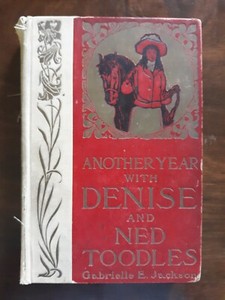 ANOTHER YEAR
WITH
DENISE
AND
NED
TOODLES
Gabrielle E. Jackson